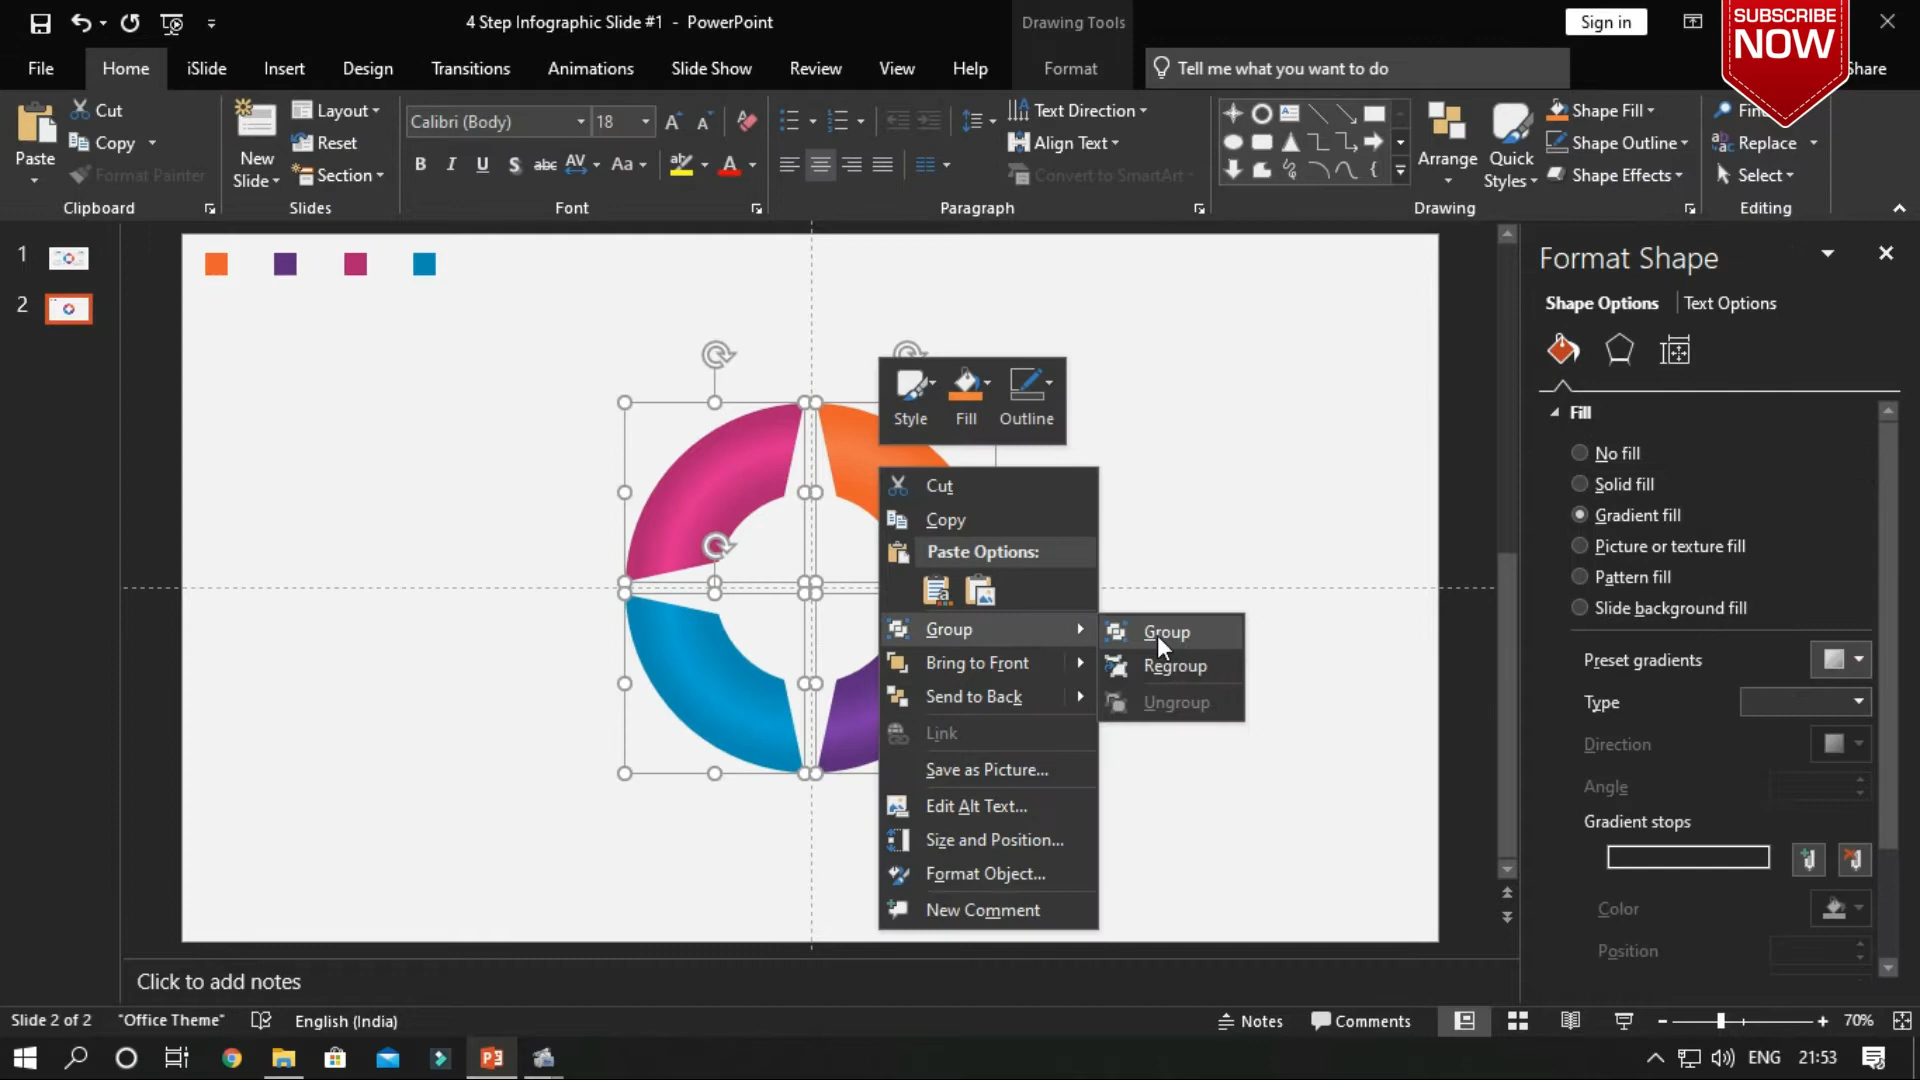 4 Step Infographic Slide #1 - PowerPoint
Drawing Tools
Sign in
SUBSCRIBE
NOW
File Home iSlide Insert Design Transitions Animations Slide Show Review View Help Format
Tell me what you want to do
Share
Paste
Cut
Copy
Format Painter
Clipboard
New
Slide
Layout
Reset
Section
Slides
Calibri (Body) 18
Font
Text Direction
Align Text
Convert to SmartArt
Paragraph
Arrange
Quick
Styles
Shape Fill
Shape Outline
Shape Effects
Drawing
Replace
Select
Editing
1
2
Style Fill Outline
Cut
Copy
Paste Options:
Group
Bring to Front
Send to Back
Link
Save as Picture...
Edit Alt Text...
Size and Position...
Format Object...
New Comment
Group
Regroup
Ungroup
Format Shape
Shape Options Text Options
Fill
No fill
Solid fill
Gradient fill
Picture or texture fill
Pattern fill
Slide background fill
Preset gradients
Type
Direction
Angle
Gradient stops
Color
Position
Click to add notes
Slide 2 of 2 "Office Theme" English (India) Notes Comments 70%
ENG 21:53